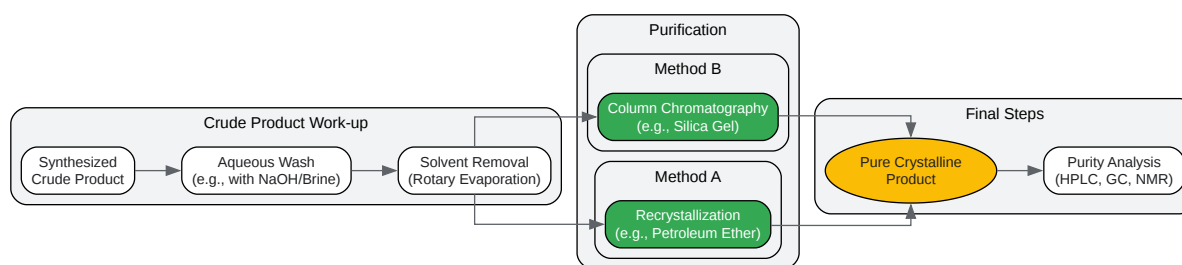 Crude Product Work-up
Synthesized
Crude Product
Aqueous Wash
(e.g., with NaOH/Brine)
Solvent Removal
(Rotary Evaporation)
Purification
Method B
Column Chromatography
(e.g., Silica Gel)
Method A
Recrystallization
(e.g., Petroleum Ether)
Final Steps
Pure Crystalline
Product
Purity Analysis
(HPLC, GC, NMR)